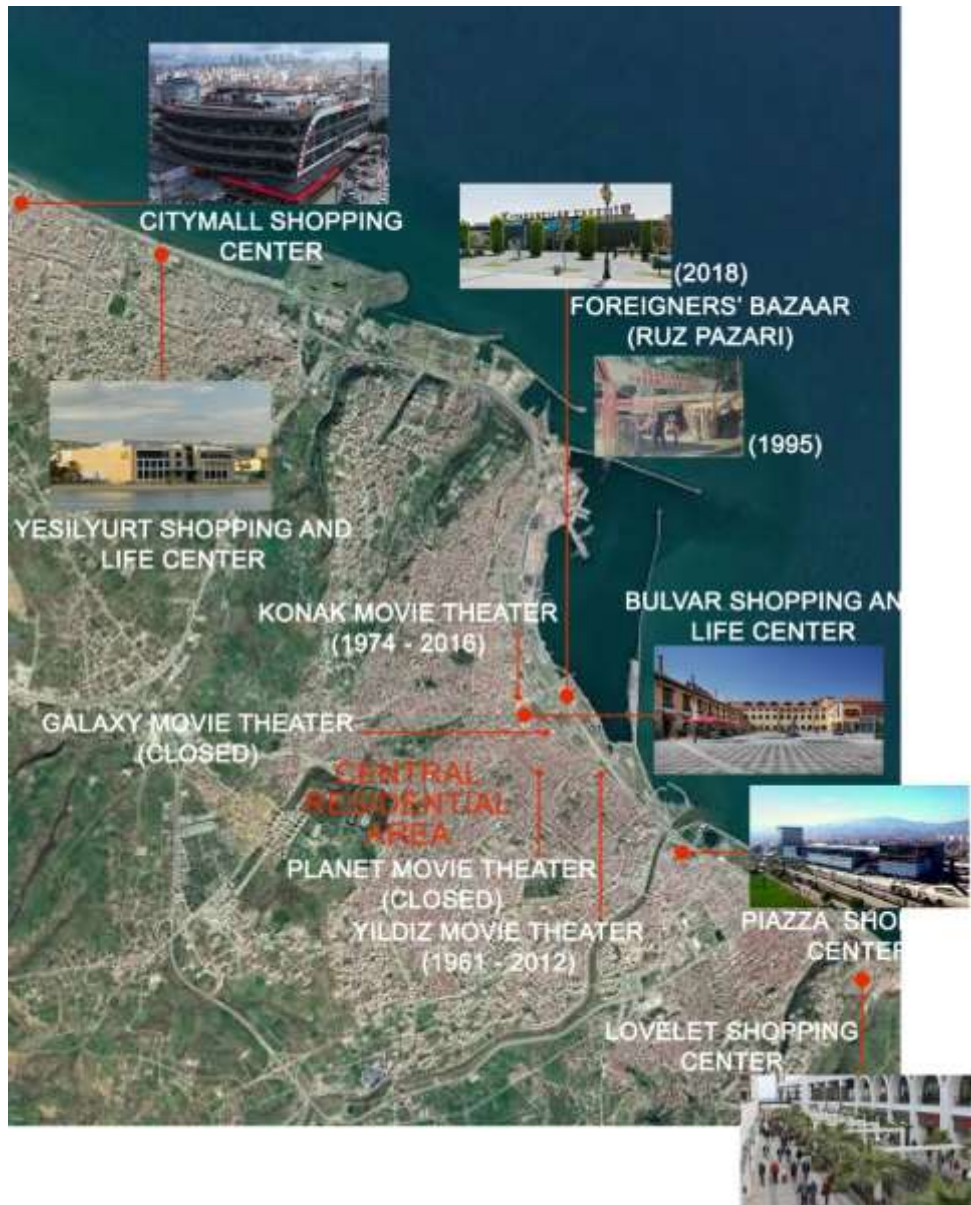 CITYMALL SHOPPING
CENTER
(2018)
FOREIGNERS' BAZAAR
(RUZ PAZARI)
(1995)
YESILYURT SHOPPING AND
LIFE CENTER
KONAK MOVIE THEATER
(1974 - 2016)
BULVAR SHOPPING AN
LIFE CENTER
GALAXY MOVIE THEATER
(CLOSED)
CENTRAL
RESIDENTIAL
AREA
PLANET MOVIE THEATER
(CLOSED)
YILDIZ MOVIE THEATER
(1961 - 2012)
PIAZZA SHO
CENTER
LOVELET SHOPPING
CENTER